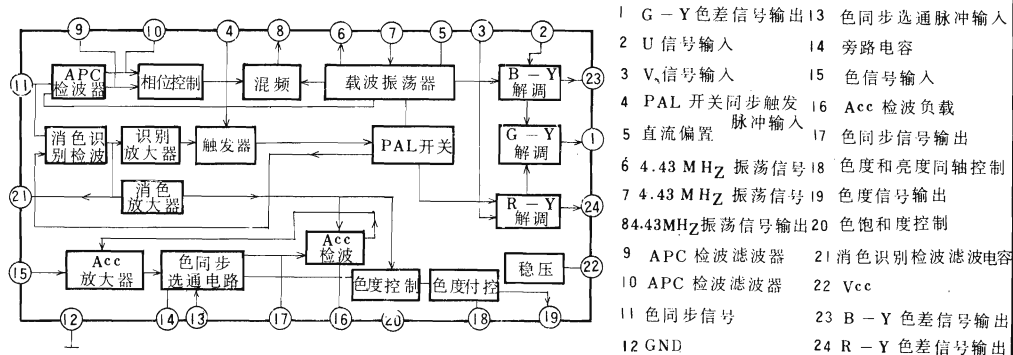 9
10
4
8
6
7
5
3
2
11
APC
检波器
相位控制
混频
载波振荡器
B－Y
解调
23
消色识
别检波
识别
放大器
触发器
PAL开关
G－Y
解调
1
21
消色
放大器
R－Y
解调
24
Acc
检波
15
Acc
放大器
色同步
选通电路
色度控制
色度付控
稳压
22
12
14
13
17
16
20
18
19
1 G－Y色差信号输出
2 U信号输入
3 V信号输入
4 PAL开关同步触发
脉冲输入
5 直流偏置
6 4.43MHZ 振荡信号
7 4.43MHZ 振荡信号
84.43MHZ振荡信号输出
9 APC检波滤波器
10 APC检波滤波器
11 色同步信号
12 GND
13 色同步选通脉冲输入
14 旁路电容
15 色信号输入
16 Acc检波负载
17 色同步信号输出
18 色度和亮度同轴控制
19 色度信号输出
20 色饱和度控制
21消色识别检波滤波电容
22 Vcc
23 B－Y色差信号输出
24 R－Y色差信号输出